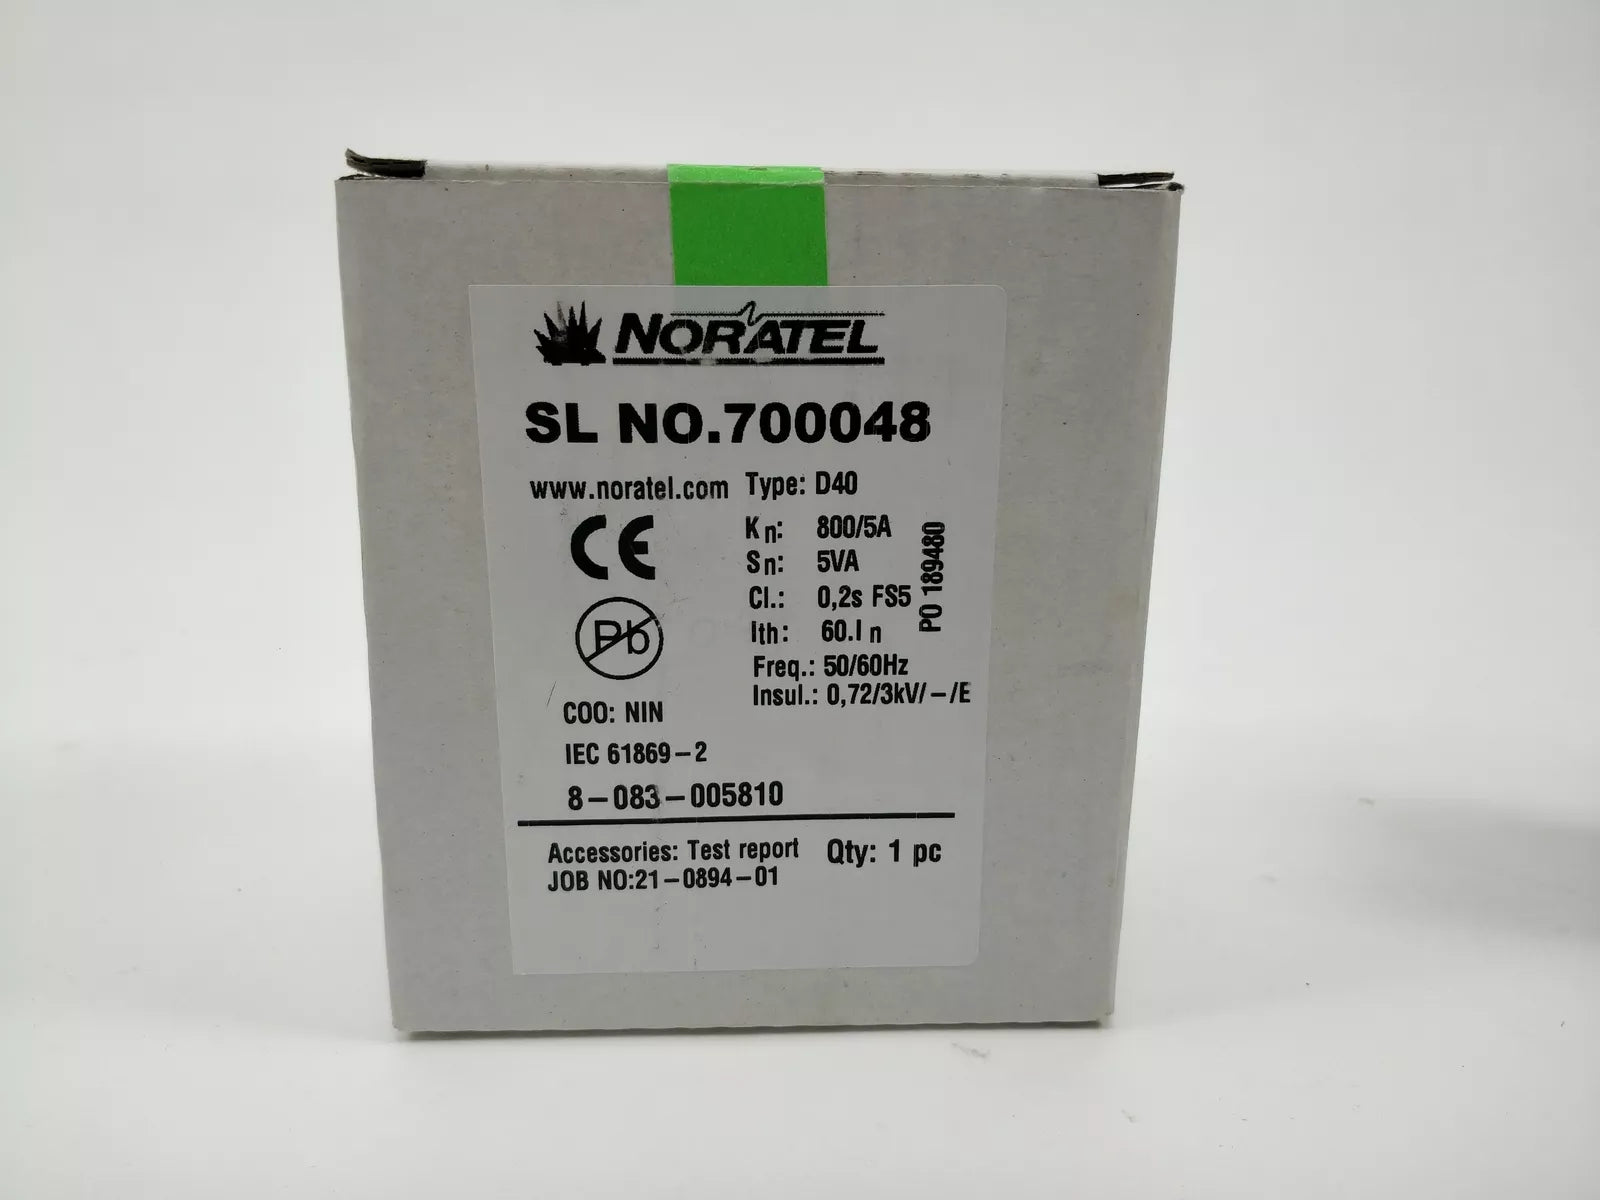 NORATEL
SL NO.700048
www.noratel.com
Type: D40
Kn: 800/5A
Sn: 5VA
Cl.: 0,2s FS5
Ith: 60.In
Freq.: 50/60Hz
Insul.: 0,72/3kV/-/E
PO 189480
CE
Pb
COO: NIN
IEC 61869-2
8-083-005810
Accessories: Test report Qty: 1 pc
JOB NO:21-0894-01